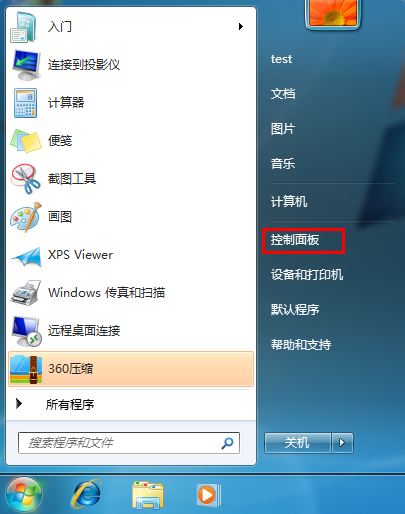 入门
连接到投影仪
计算器
便笺
截图工具
画图
XPS Viewer
Windows 传真和扫描
远程桌面连接
360压缩
所有程序
搜索程序和文件
test
文档
图片
音乐
计算机
控制面板
设备和打印机
默认程序
帮助和支持
关机